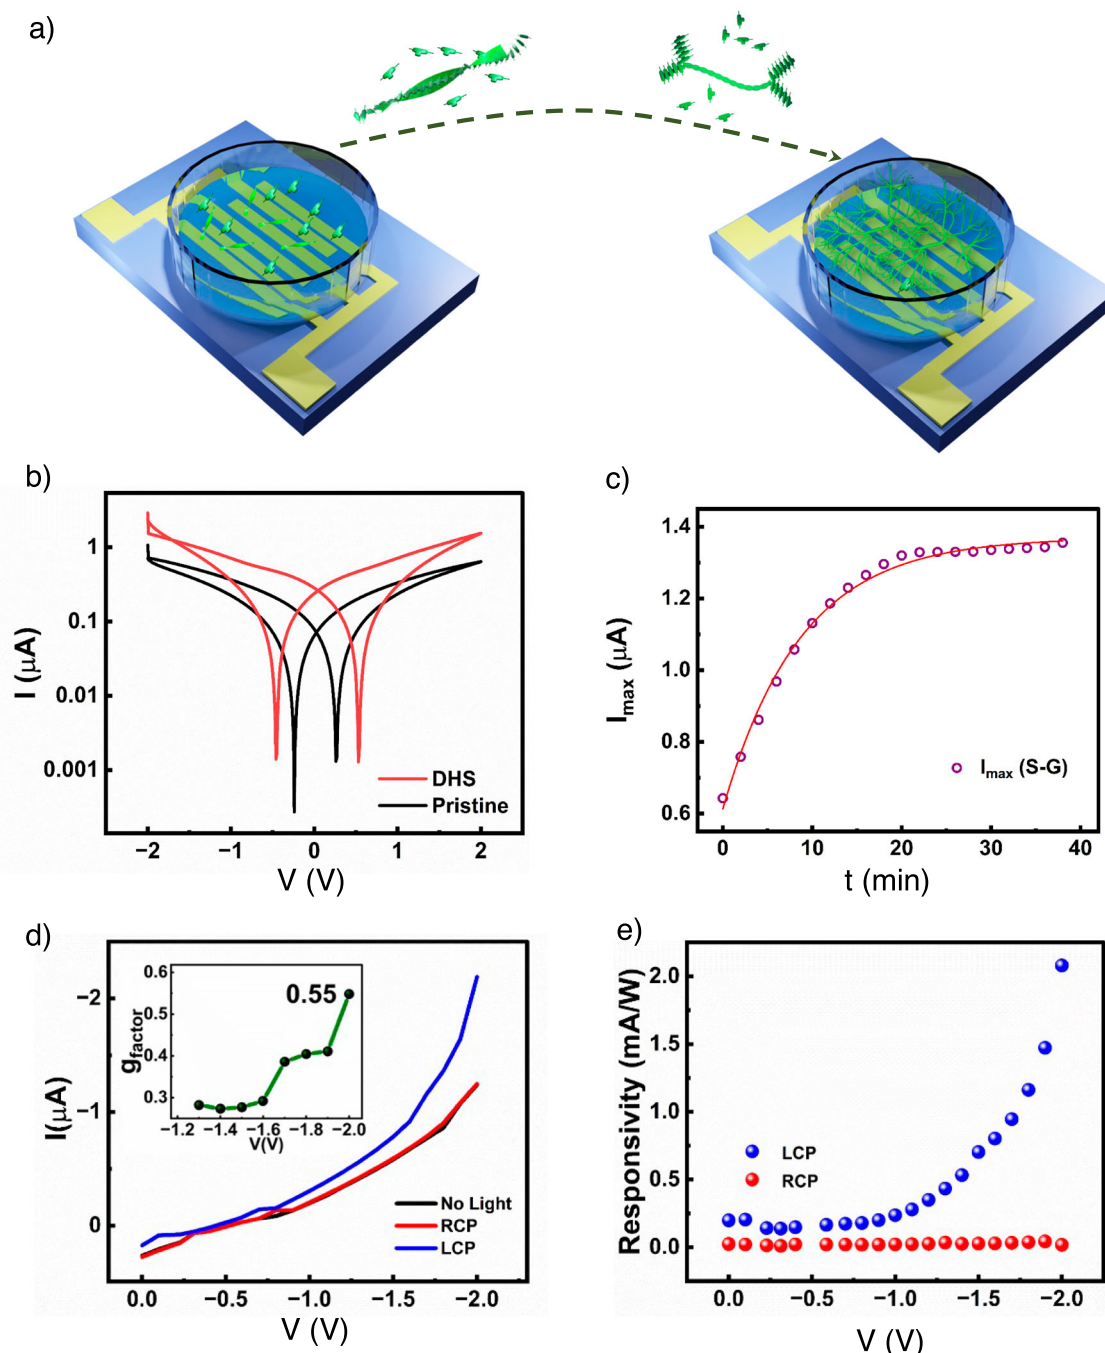 a)
b)
I (μA)
1
0.1
0.01
0.001
DHS
Pristine
−2
−1
0
1
2
V (V)
c)
Imax (μA)
1.4
1.2
1.0
0.8
0.6
Imax (S-G)
0
10
20
30
40
t (min)
d)
I(μA)
−2
−1
0
gfactor
0.6
0.5
0.4
0.3
0.55
−1.2
−1.4
−1.6
−1.8
−2.0
V(V)
No Light
RCP
LCP
0.0
−0.5
−1.0
−1.5
−2.0
V (V)
e)
Responsivity (mA/W)
2.0
1.5
1.0
0.5
0.0
LCP
RCP
0.0
−0.5
−1.0
−1.5
−2.0
V (V)